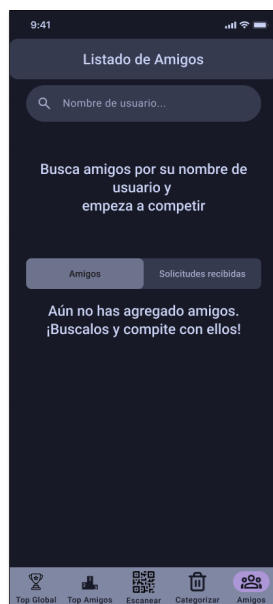 9:41
Listado de Amigos
Nombre de usuario...
Busca amigos por su nombre de
usuario y
empeza a competir
Amigos
Solicitudes recibidas
Aún no has agregado amigos.
¡Buscalos y compite con ellos!
Top Global
Top Amigos
Escanear
Categorizar
Amigos